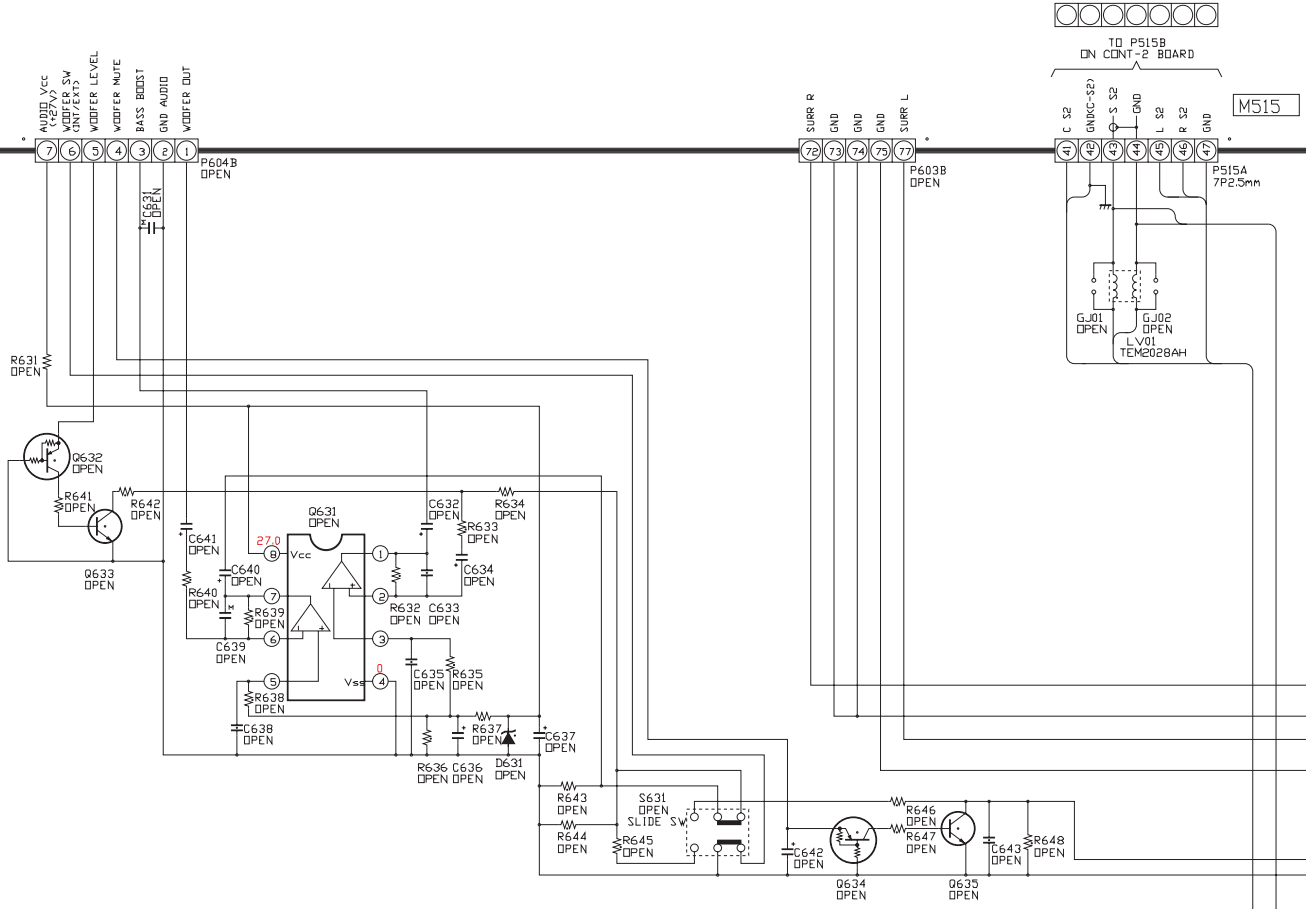 TO P515B
ON CONT-2 BOARD
M515
AUDIO Vcc
(+27V)
WOOFER SW
(INT/EXT)
WOOFER LEVEL
WOOFER MUTE
BASS BOOST
GND AUDIO
WOOFER OUT
7 6 5 4 3 2 1
P604B
OPEN
SURR R
GND
GND
GND
SURR L
72 73 74 75 77
P603B
OPEN
C S2
GND(C-S2)
S S2
GND
L S2
R S2
GND
41 42 43 44 45 46 47
P515A
7P2.5mm
M
C631
OPEN
GJ01
OPEN
GJ02
OPEN
LV01
TEM2028AH
R631
OPEN
Q632
OPEN
R641
OPEN
R642
OPEN
Q633
OPEN
C641
OPEN
R640
OPEN
C640
OPEN
M
R639
OPEN
C639
OPEN
R638
OPEN
C638
OPEN
Q631
OPEN
27.0
8
Vcc
7
6
5
1
2
3
0
4
Vss
C632
OPEN
R633
OPEN
R634
OPEN
C634
OPEN
R632
OPEN
C633
OPEN
C635
OPEN
R635
OPEN
R636
OPEN
C636
OPEN
R637
OPEN
D631
OPEN
C637
OPEN
R643
OPEN
R644
OPEN
R645
OPEN
S631
OPEN
SLIDE SW
C642
OPEN
Q634
OPEN
R646
OPEN
R647
OPEN
Q635
OPEN
C643
OPEN
R648
OPEN